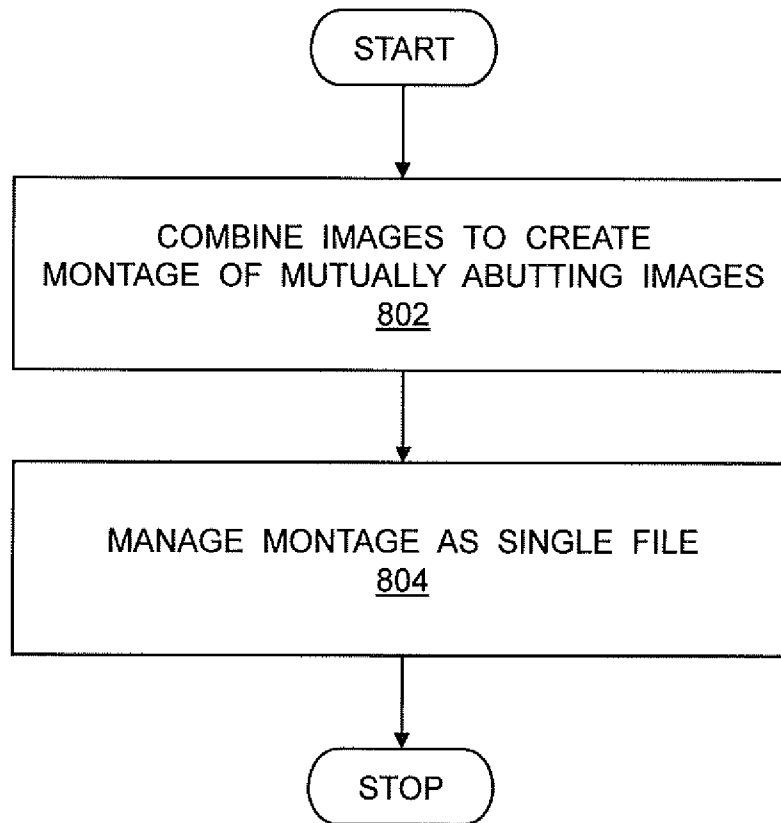 START
COMBINE IMAGES TO CREATE
MONTAGE OF MUTUALLY ABUTTING IMAGES
802
MANAGE MONTAGE AS SINGLE FILE
804
STOP